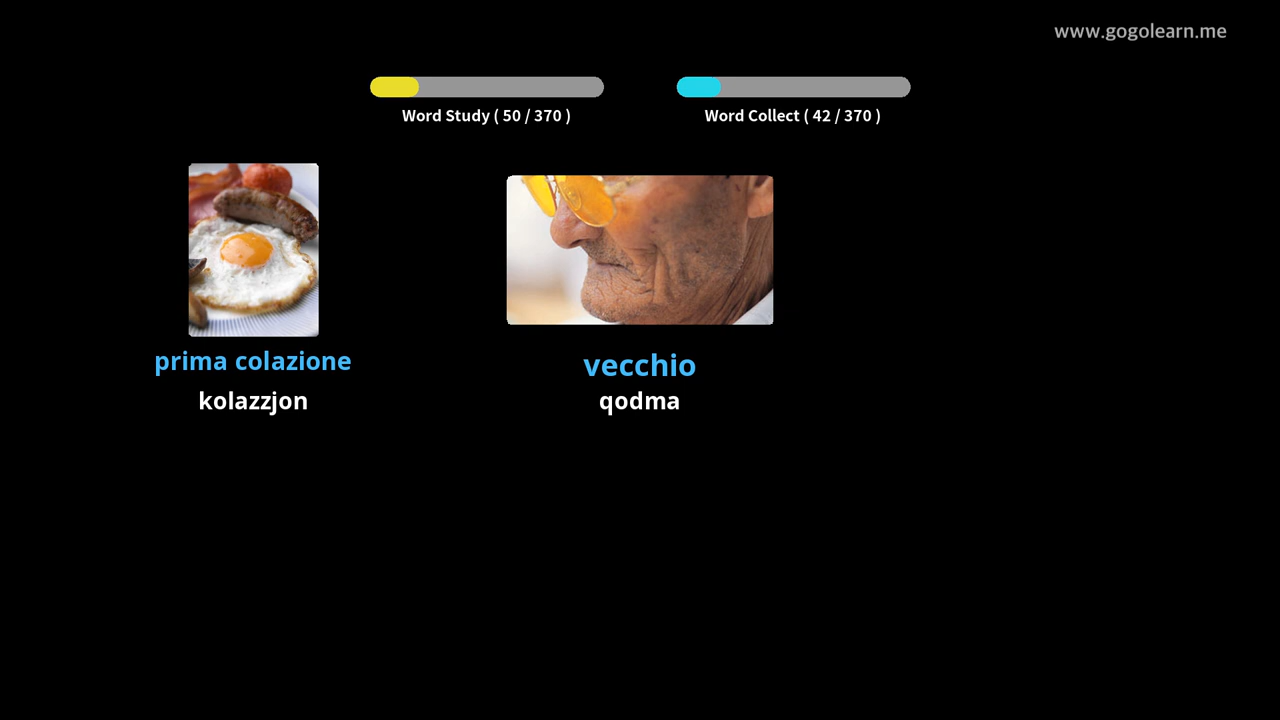 www.gogolearn.me
Word Study ( 50 / 370 )
Word Collect ( 42 / 370 )
prima colazione
kolazzjon
vecchio
qodma